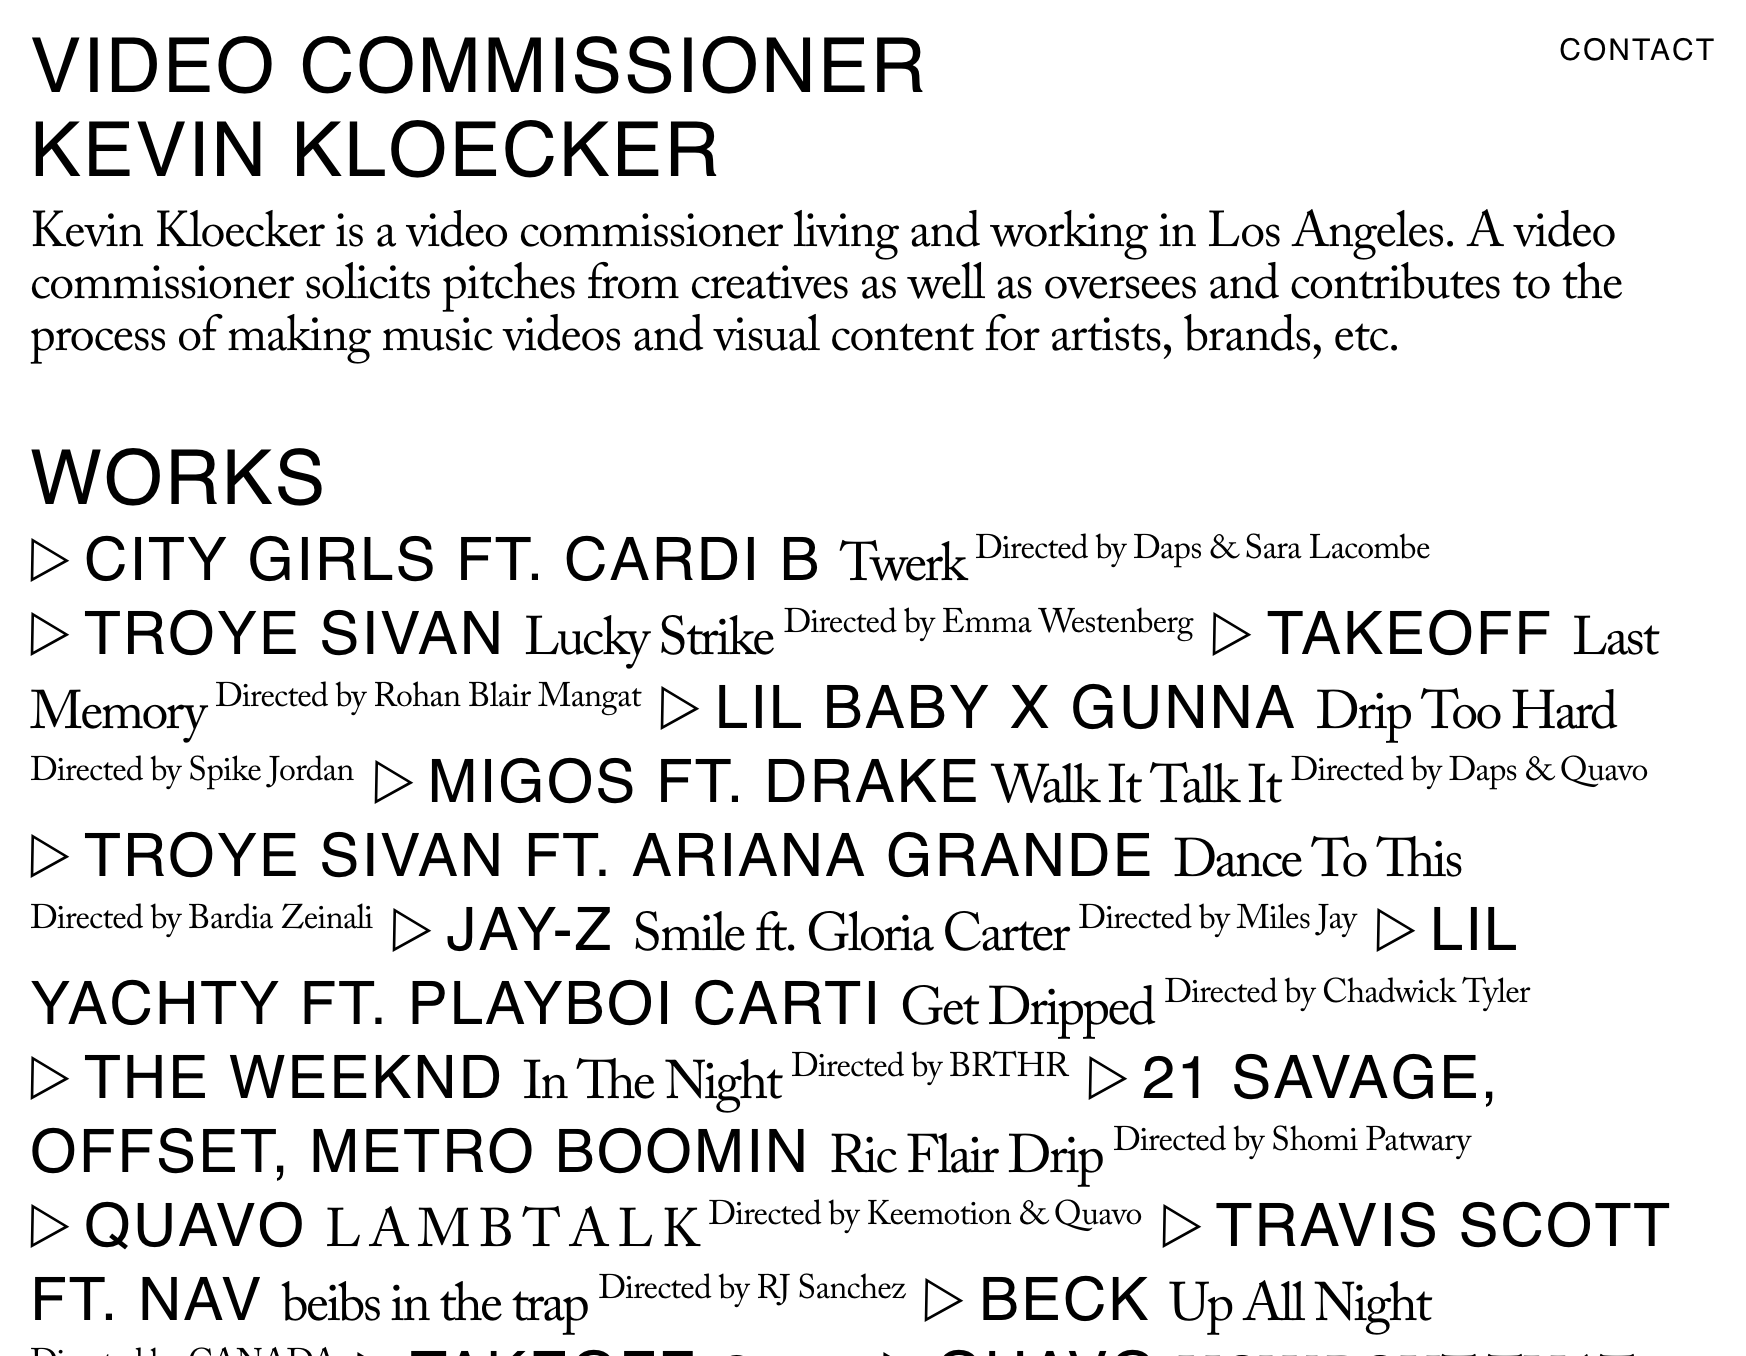 VIDEO COMMISSIONER
CONTACT
KEVIN KLOECKER
Kevin Kloecker is a video commissioner living and working in Los Angeles. A video
commissioner solicits pitches from creatives as well as oversees and contributes to the
process of making music videos and visual content for artists, brands, etc.
WORKS
▷ CITY GIRLS FT. CARDI B Twerk Directed by Daps & Sara Lacombe
▷ TROYE SIVAN Lucky Strike Directed by Emma Westenberg ▷ TAKEOFF Last
Memory Directed by Rohan Blair Mangat ▷ LIL BABY X GUNNA Drip Too Hard
Directed by Spike Jordan ▷ MIGOS FT. DRAKE Walk It Talk It Directed by Daps & Quavo
▷ TROYE SIVAN FT. ARIANA GRANDE Dance To This
Directed by Bardia Zeinali ▷ JAY-Z Smile ft. Gloria Carter Directed by Miles Jay ▷ LIL
YACHTY FT. PLAYBOI CARTI Get Dripped Directed by Chadwick Tyler
▷ THE WEEKND In The Night Directed by BRTHR ▷ 21 SAVAGE,
OFFSET, METRO BOOMIN Ric Flair Drip Directed by Shomi Patwary
▷ QUAVO L A M B T A L K Directed by Keemotion & Quavo ▷ TRAVIS SCOTT
FT. NAV beibs in the trap Directed by RJ Sanchez ▷ BECK Up All Night
Directed by CANADA ▷ TAKEOFF ▷ QUAVO